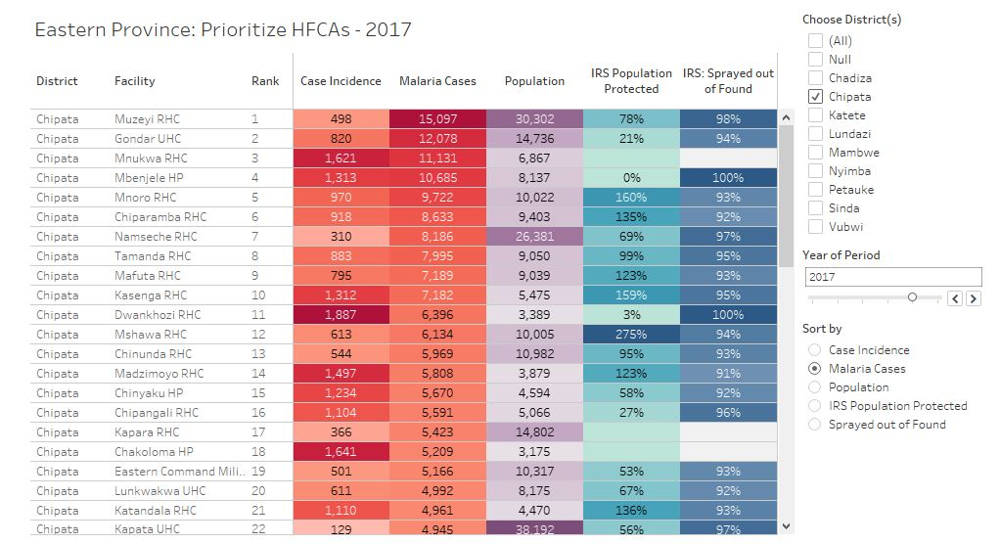 Eastern Province: Prioritize HFCAs - 2017
District Facility Rank Case Incidence Malaria Cases Population IRS Population Protected IRS: Sprayed out of Found
Chipata Muzeyi RHC 1 498 15,097 30,302 78% 98%
Chipata Gondar UHC 2 820 12,078 14,736 21% 94%
Chipata Mnukwa RHC 3 1,621 11,131 6,867
Chipata Mbenjele HP 4 1,313 10,685 8,137 0% 100%
Chipata Mnoro RHC 5 970 9,722 10,022 160% 93%
Chipata Chiparamba RHC 6 918 8,633 9,403 135% 92%
Chipata Namseche RHC 7 310 8,186 26,381 69% 97%
Chipata Tamanda RHC 8 883 7,995 9,050 99% 95%
Chipata Mafuta RHC 9 795 7,189 9,039 123% 93%
Chipata Kasenga RHC 10 1,312 7,182 5,475 159% 95%
Chipata Dwankhozi RHC 11 1,887 6,396 3,389 3% 100%
Chipata Mshawa RHC 12 613 6,134 10,005 275% 94%
Chipata Chinunda RHC 13 544 5,969 10,982 95% 93%
Chipata Madzimoyo RHC 14 1,497 5,808 3,879 123% 91%
Chipata Chinyaku HP 15 1,234 5,670 4,594 58% 92%
Chipata Chipangali RHC 16 1,104 5,591 5,066 27% 96%
Chipata Kapara RHC 17 366 5,423 14,802
Chipata Chakoloma HP 18 1,641 5,209 3,175
Chipata Eastern Command Mili.. 19 501 5,166 10,317 53% 93%
Chipata Lunkwakwa UHC 20 611 4,992 8,175 67% 92%
Chipata Katandala RHC 21 1,110 4,961 4,470 136% 93%
Chipata Kapata UHC 22 129 4,945 38,192 56% 97%
Choose District(s)
(All)
Null
Chadiza
Chipata
Katete
Lundazi
Mambwe
Nyimba
Petauke
Sinda
Vubwi
Year of Period
2017
Sort by
Case Incidence
Malaria Cases
Population
IRS Population Protected
Sprayed out of Found